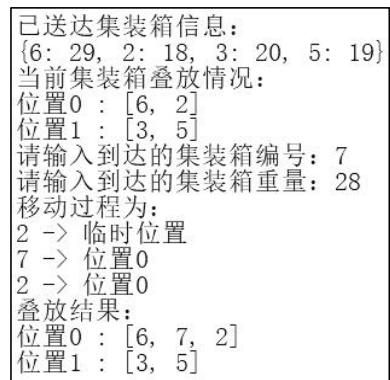 已送达集装箱信息：
{6: 29, 2: 18, 3: 20, 5: 19}
当前集装箱叠放情况：
位置0 : [6, 2]
位置1 : [3, 5]
请输入到达的集装箱编号：7
请输入到达的集装箱重量：28
移动过程为：
2 -> 临时位置
7 -> 位置0
2 -> 位置0
叠放结果：
位置0 : [6, 7, 2]
位置1 : [3, 5]